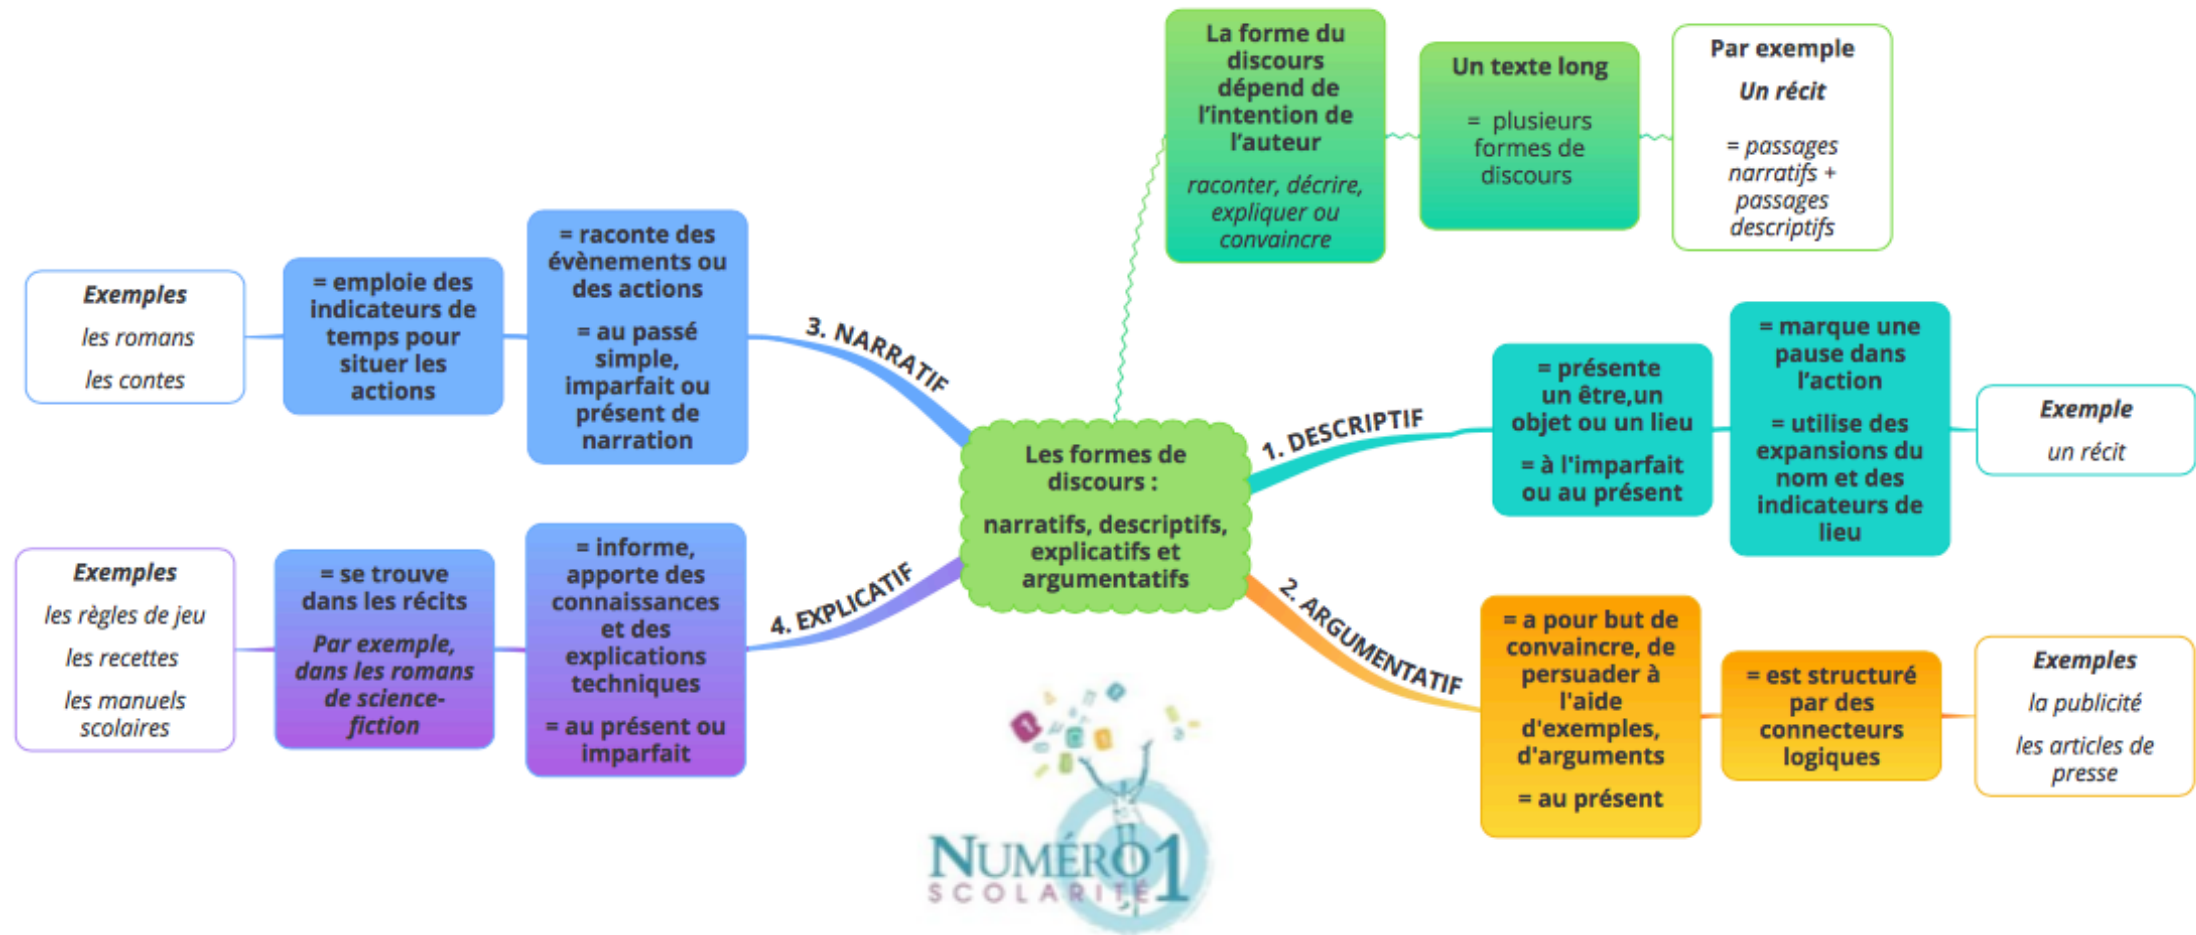 Les formes de
discours :
narratifs, descriptifs,
explicatifs et
argumentatifs
La forme du
discours
dépend de
l'intention de
l'auteur
raconter, décrire,
expliquer ou
convaincre
Un texte long
= plusieurs
formes de
discours
Par exemple
Un récit
= passages
narratifs +
passages
descriptifs
1. DESCRIPTIF
= présente
un être,un
objet ou un lieu
= à l'imparfait
ou au présent
= marque une
pause dans
l'action
= utilise des
expansions du
nom et des
indicateurs de
lieu
Exemple
un récit
2. ARGUMENTATIF
= a pour but de
convaincre, de
persuader à
l'aide
d'exemples,
d'arguments
= au présent
= est structuré
par des
connecteurs
logiques
Exemples
la publicité
les articles de
presse
3. NARRATIF
= raconte des
évènements ou
des actions
= au passé
simple,
imparfait ou
présent de
narration
= emploie des
indicateurs de
temps pour
situer les
actions
Exemples
les romans
les contes
4. EXPLICATIF
= informe,
apporte des
connaissances
et des
explications
techniques
= au présent ou
imparfait
= se trouve
dans les récits
Par exemple,
dans les romans
de science-
fiction
Exemples
les règles de jeu
les recettes
les manuels
scolaires
NUMÉRO 1
SCOLARITÉ